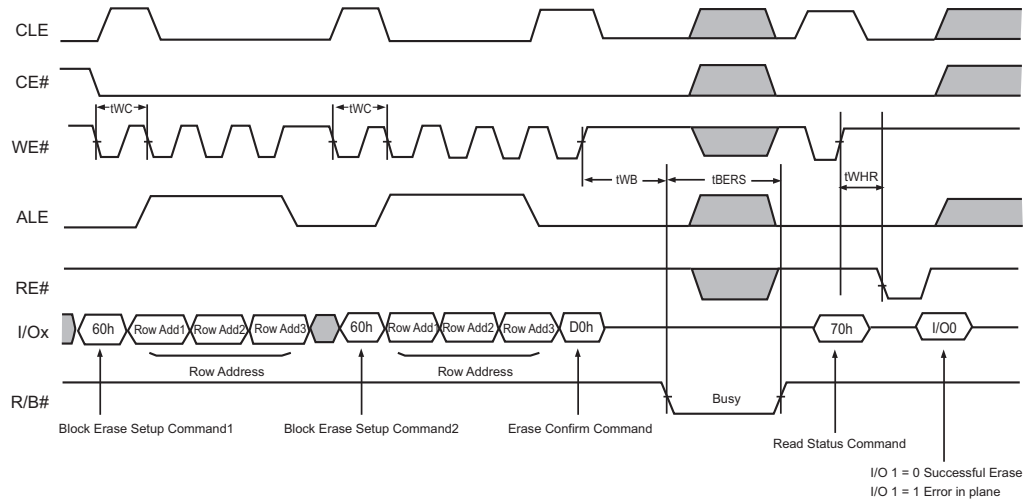 CLE
CE#
tWC
tWC
WE#
tWB
tBERS
tWHR
ALE
RE#
I/Ox
60h
Row Add1
Row Add2
Row Add3
60h
Row Add1
Row Add2
Row Add3
D0h
70h
I/O0
Row Address
Row Address
R/B#
Busy
Block Erase Setup Command1
Block Erase Setup Command2
Erase Confirm Command
Read Status Command
I/O 1 = 0 Successful Erase
I/O 1 = 1 Error in plane